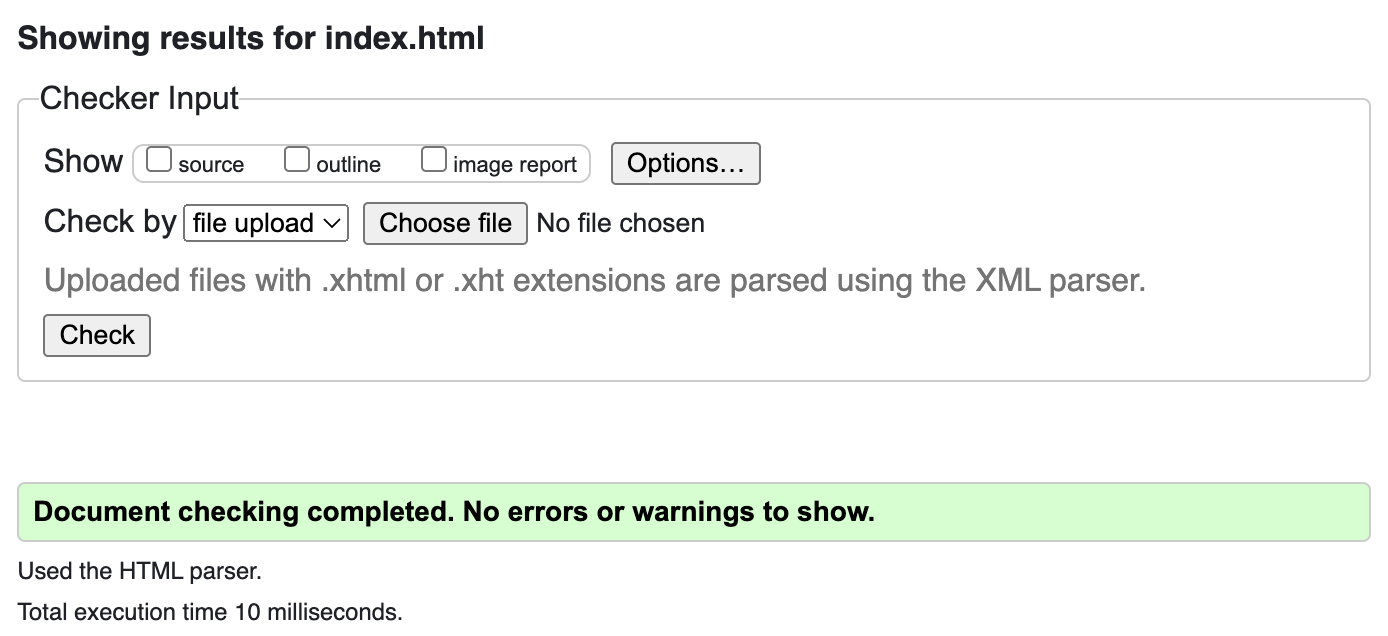 Showing results for index.html
Checker Input
Show source outline image report Options...
Check by file upload Choose file No file chosen
Uploaded files with .xhtml or .xht extensions are parsed using the XML parser.
Check
Document checking completed. No errors or warnings to show.
Used the HTML parser.
Total execution time 10 milliseconds.